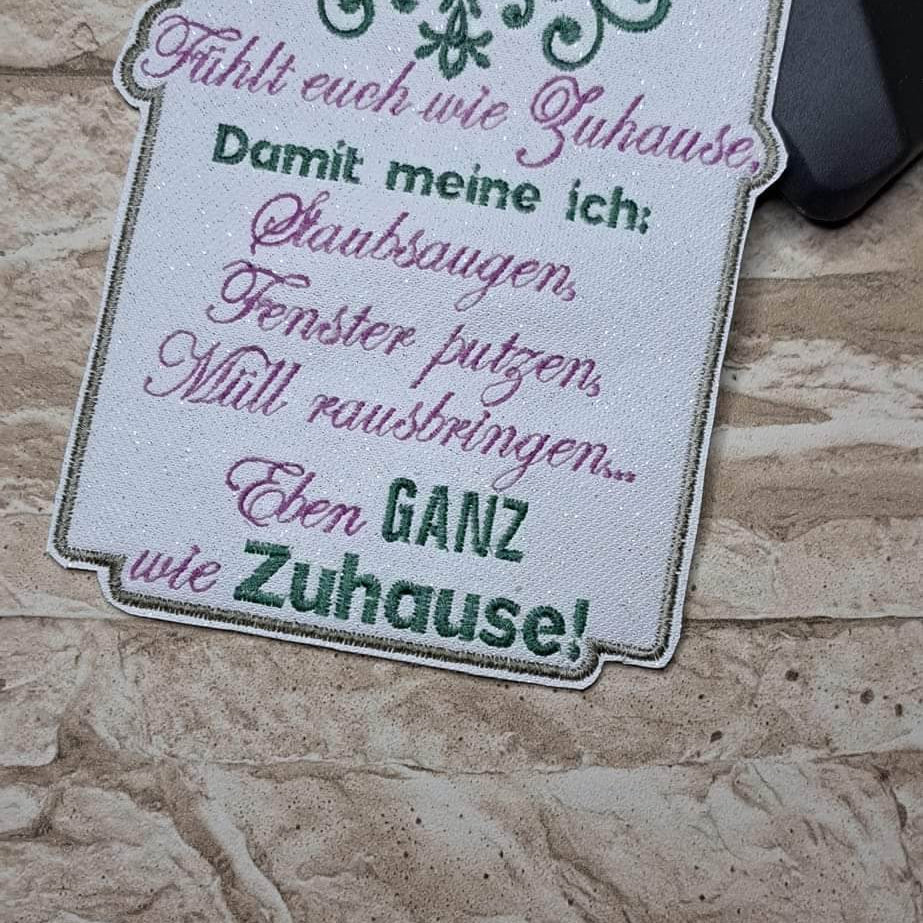 Fühlt euch wie Zuhause,
Damit meine ich:
Staubsaugen,
Fenster putzen,
Müll rausbringen...
Eben GANZ
wie Zuhause!